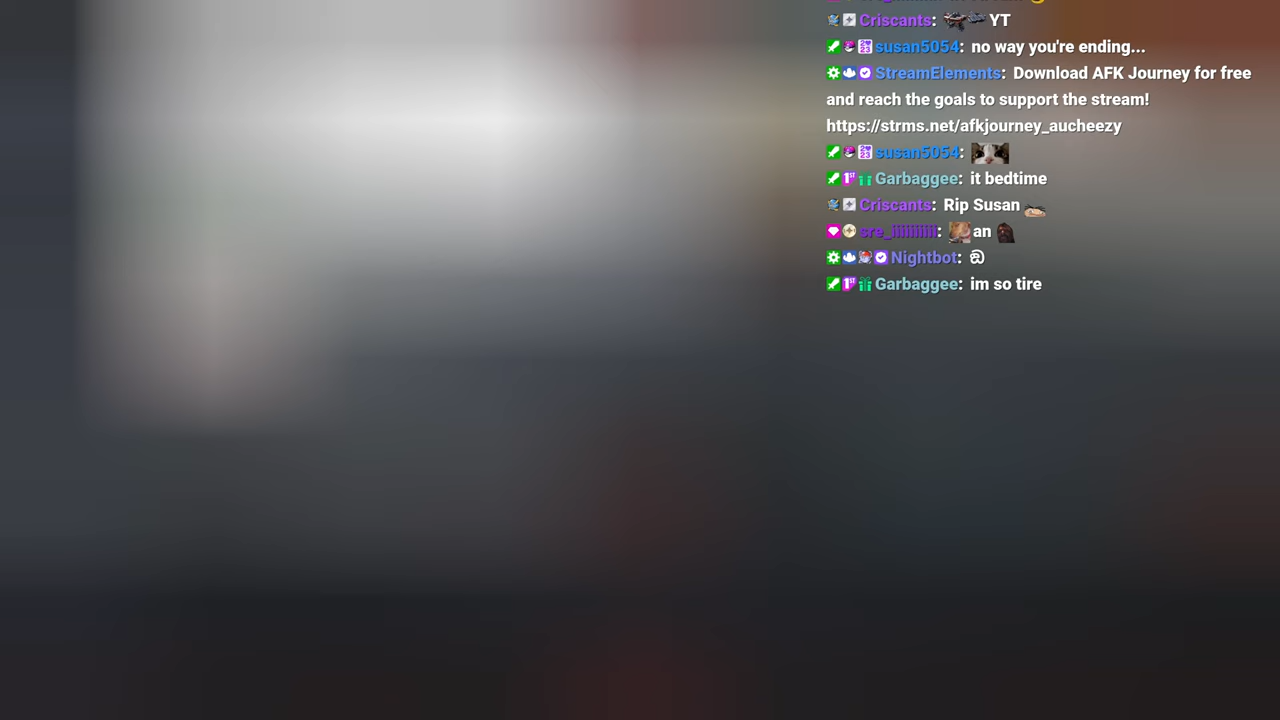 Criscants: YT
susan5054: no way you're ending...
StreamElements: Download AFK Journey for free
and reach the goals to support the stream!
https://strms.net/afkjourney_aucheezy
susan5054:
Garbaggee: it bedtime
Criscants: Rip Susan
sre_iiiiiiiiii: an
Nightbot: ඞ
Garbaggee: im so tire